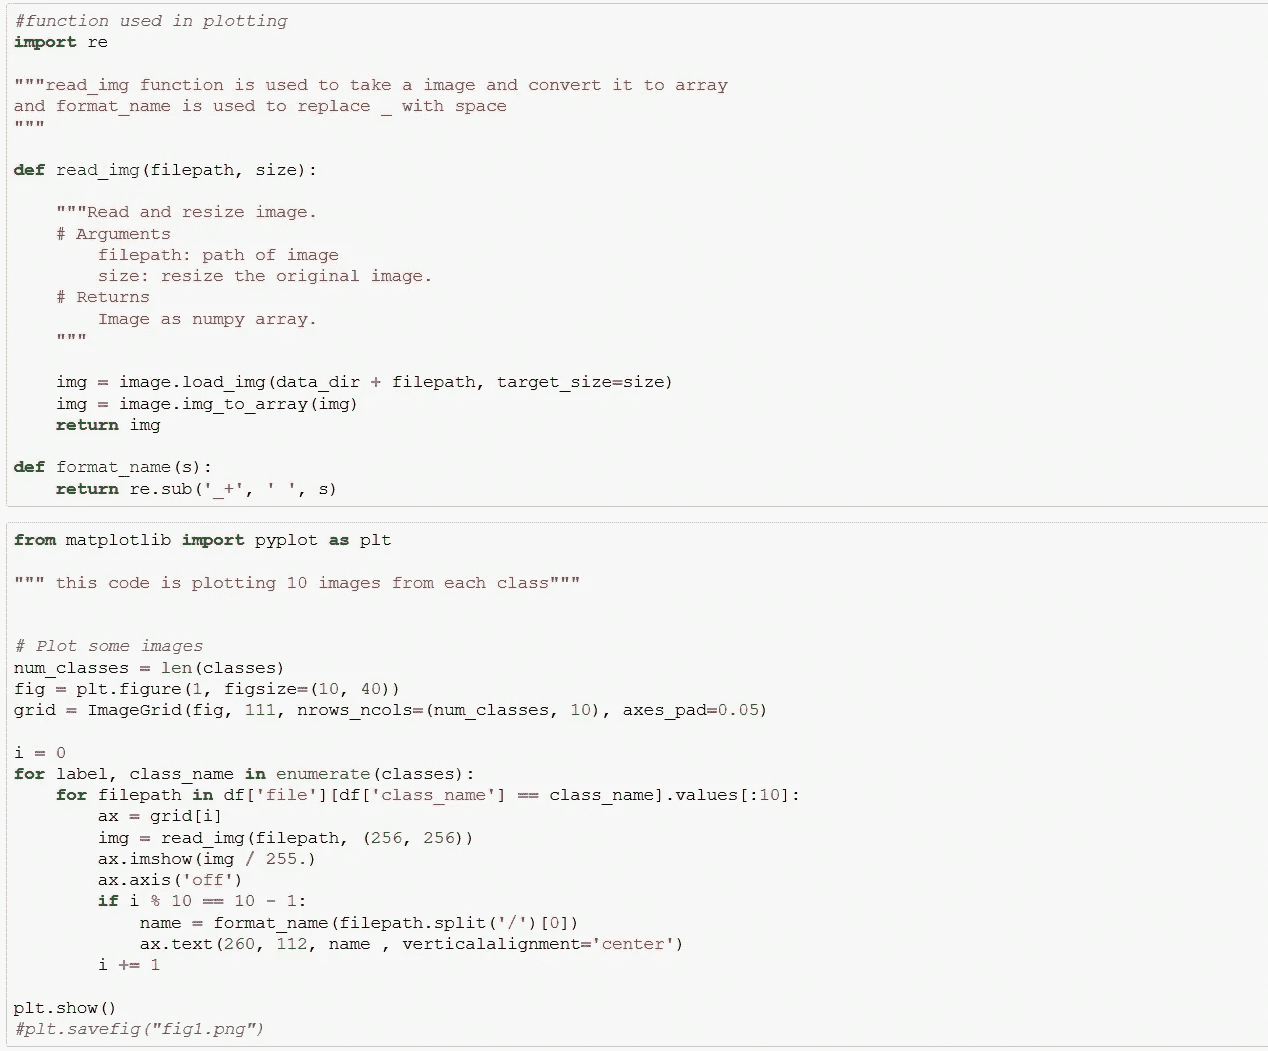 #function used in plotting
import re
"""read_img function is used to take a image and convert it to array
and format_name is used to replace _ with space
"""
def read_img(filepath, size):
    """Read and resize image.
    # Arguments
        filepath: path of image
        size: resize the original image.
    # Returns
        Image as numpy array.
    """
    img = image.load_img(data_dir + filepath, target_size=size)
    img = image.img_to_array(img)
    return img
def format_name(s):
    return re.sub('_+', ' ', s)
from matplotlib import pyplot as plt
""" this code is plotting 10 images from each class"""
# Plot some images
num_classes = len(classes)
fig = plt.figure(1, figsize=(10, 40))
grid = ImageGrid(fig, 111, nrows_ncols=(num_classes, 10), axes_pad=0.05)
i = 0
for label, class_name in enumerate(classes):
    for filepath in df['file'][df['class_name'] == class_name].values[:10]:
        ax = grid[i]
        img = read_img(filepath, (256, 256))
        ax.imshow(img / 255.)
        ax.axis('off')
        if i % 10 == 10 - 1:
            name = format_name(filepath.split('/')[0])
            ax.text(260, 112, name , verticalalignment='center')
        i += 1
plt.show()
#plt.savefig("fig1.png")